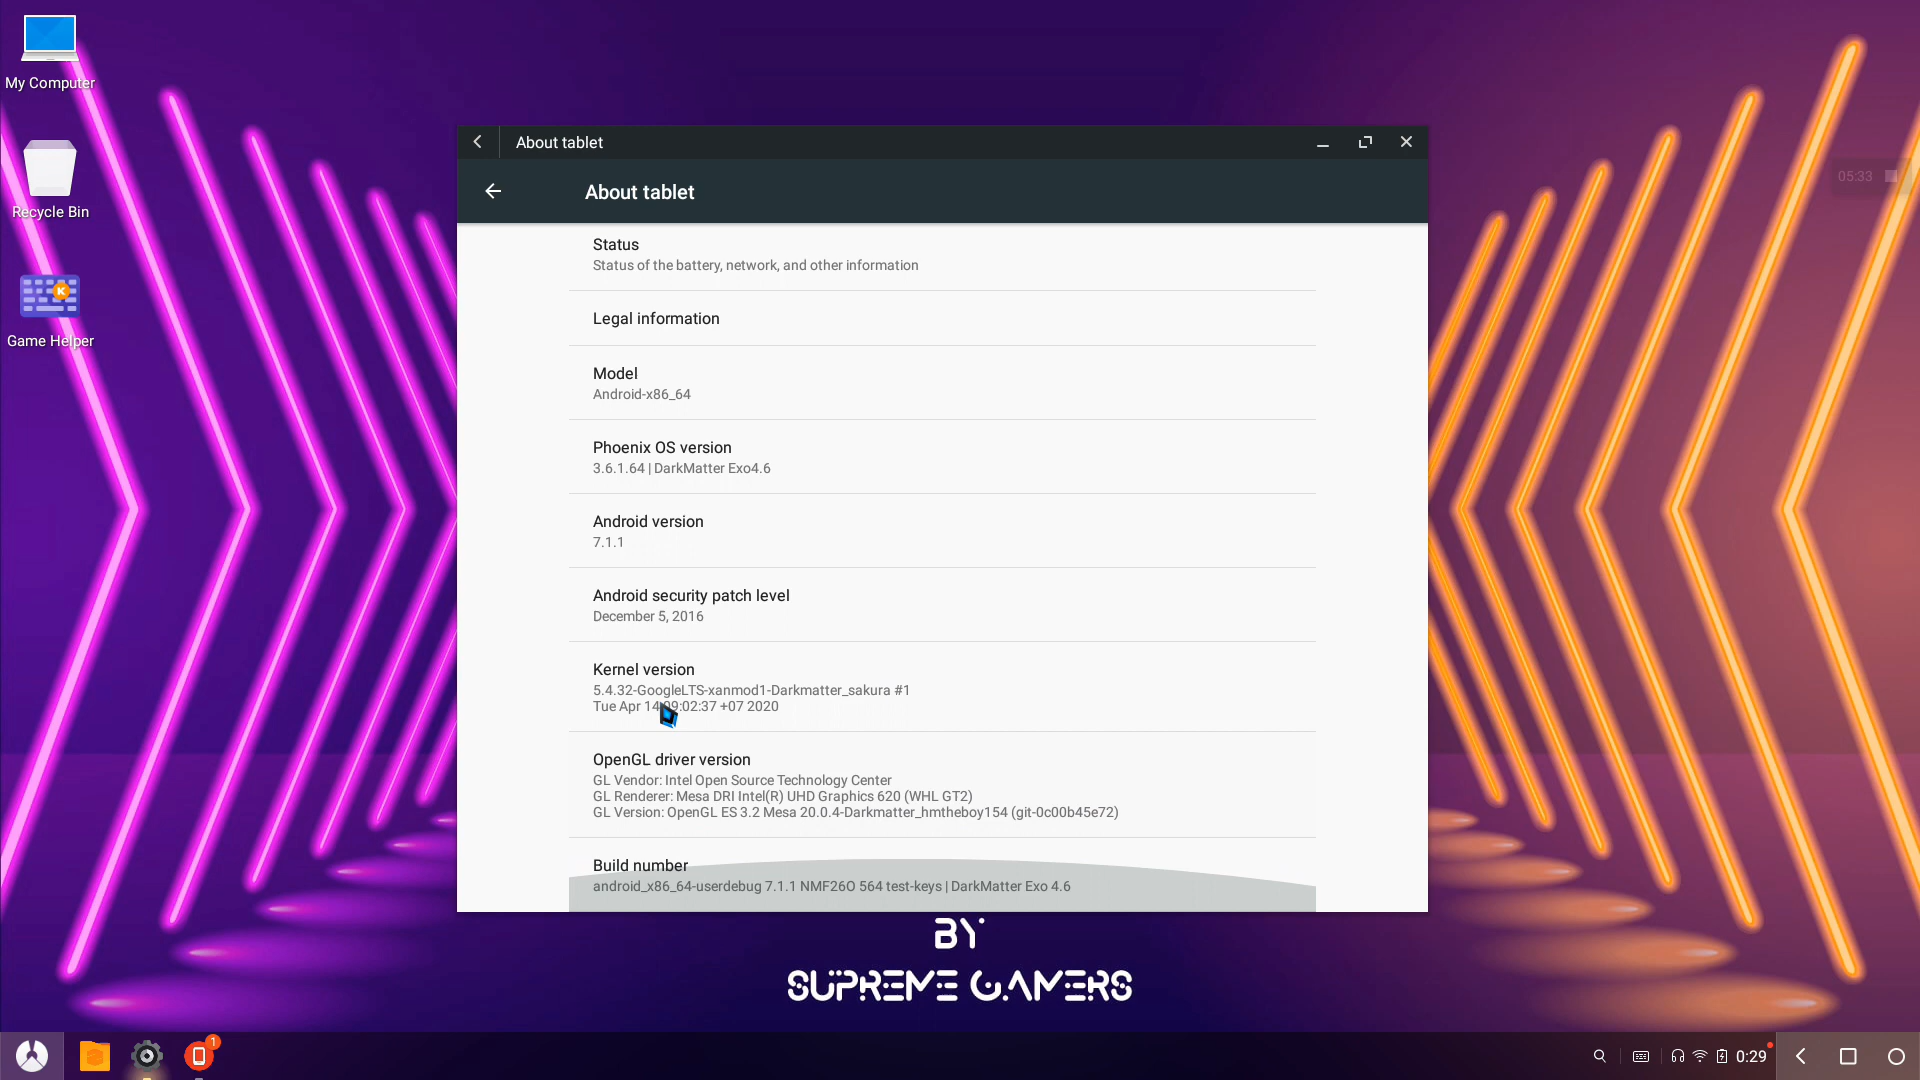 My Computer
Recycle Bin
Game Helper
About tablet
About tablet
Status
Status of the battery, network, and other information
Legal information
Model
Android-x86_64
Phoenix OS version
3.6.1.64 | DarkMatter Exo4.6
Android version
7.1.1
Android security patch level
December 5, 2016
Kernel version
5.4.32-GoogleLTS-xanmod1-Darkmatter_sakura #1
Tue Apr 14 09:02:37 +07 2020
OpenGL driver version
GL Vendor: Intel Open Source Technology Center
GL Renderer: Mesa DRI Intel(R) UHD Graphics 620 (WHL GT2)
GL Version: OpenGL ES 3.2 Mesa 20.0.4-Darkmatter_hmtheboy154 (git-0c00b45e72)
Build number
android_x86_64-userdebug 7.1.1 NMF26O 564 test-keys | DarkMatter Exo 4.6
05:33
BY
SUPREME GAMERS
1
0:29